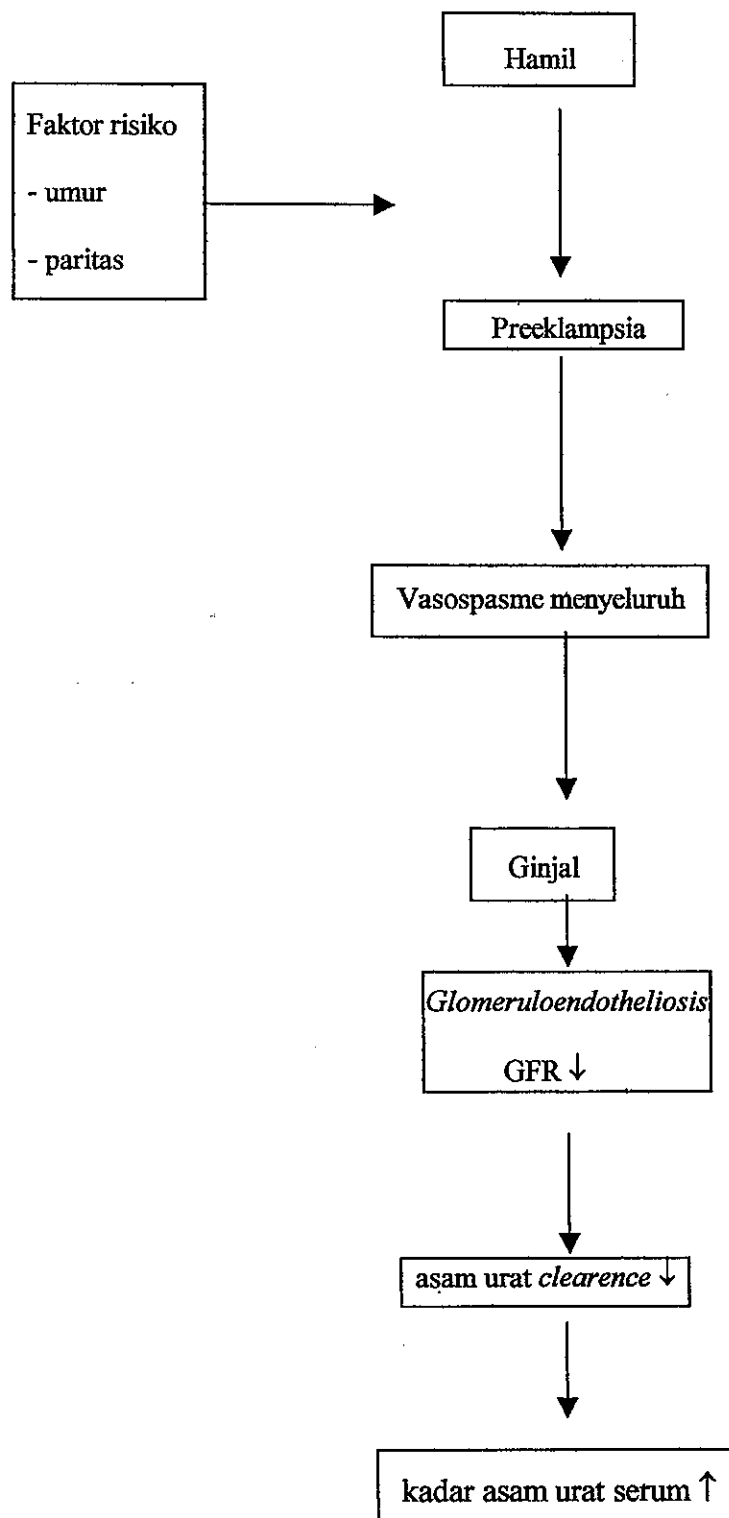 Hamil
Faktor risiko
- umur
- paritas
Preeklampsia
Vasospasme menyeluruh
Ginjal
Glomeruloendotheliosis
GFR ↓
asam urat clearence ↓
kadar asam urat serum ↑